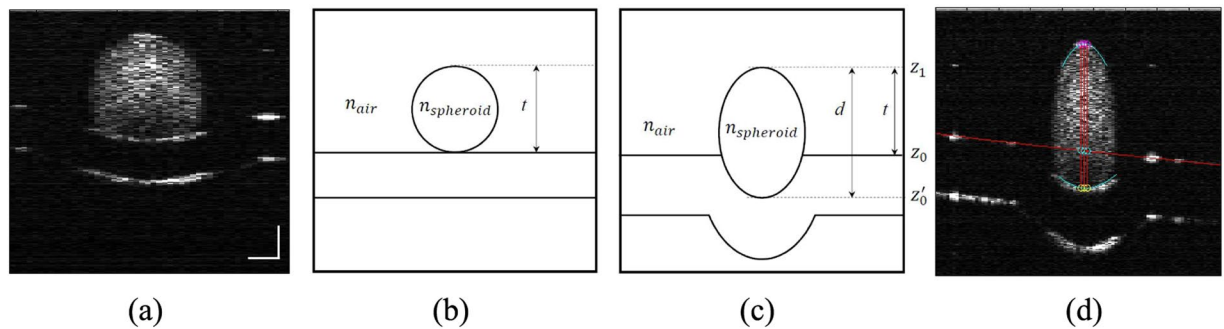 n_air
n_spheroid
t
n_air
n_spheroid
d
t
z_1
z_0
z'_0
(a)
(b)
(c)
(d)